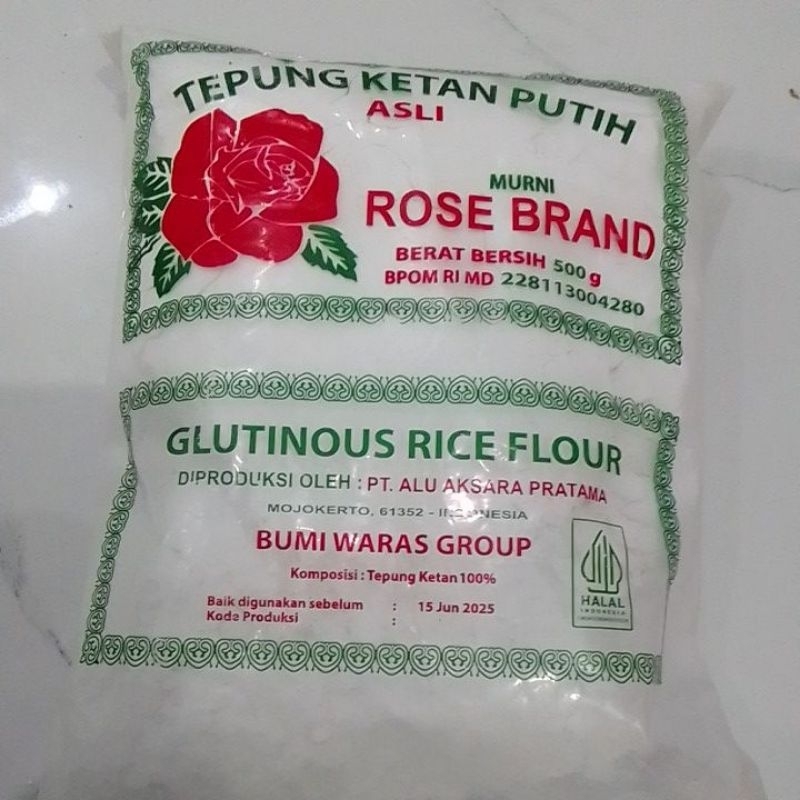 TEPUNG KETAN PUTIH
ASLI
MURNI
ROSE BRAND
BERAT BERSIH 500 g
BPOM RI MD 228113004280
GLUTINOUS RICE FLOUR
DIPRODUKSI OLEH : PT. ALU AKSARA PRATAMA
MOJOKERTO, 61352 - INDONESIA
BUMI WARAS GROUP
Komposisi : Tepung Ketan 100%
Baik digunakan sebelum : 15 Jun 2025
Kode Produksi :
HALAL
INDONESIA